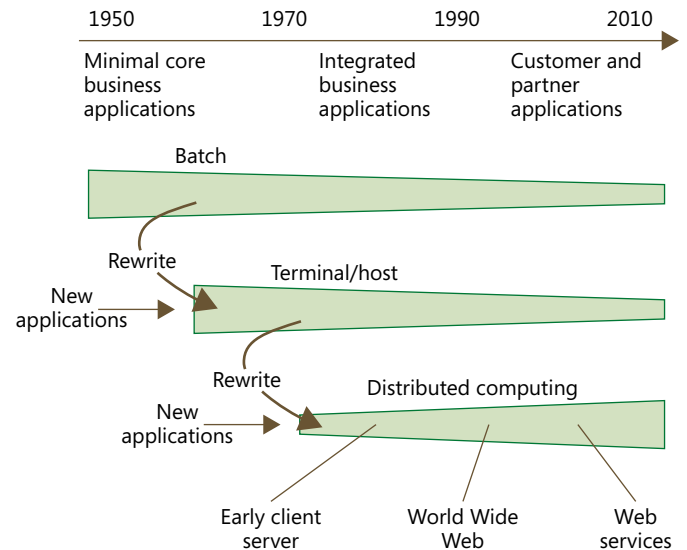 1950 1970 1990 2010
Minimal core
business
applications
Integrated
business
applications
Customer and
partner
applications
Batch
Rewrite
Terminal/host
New
applications
Rewrite
Distributed computing
New
applications
Early client
server
World Wide
Web
Web
services